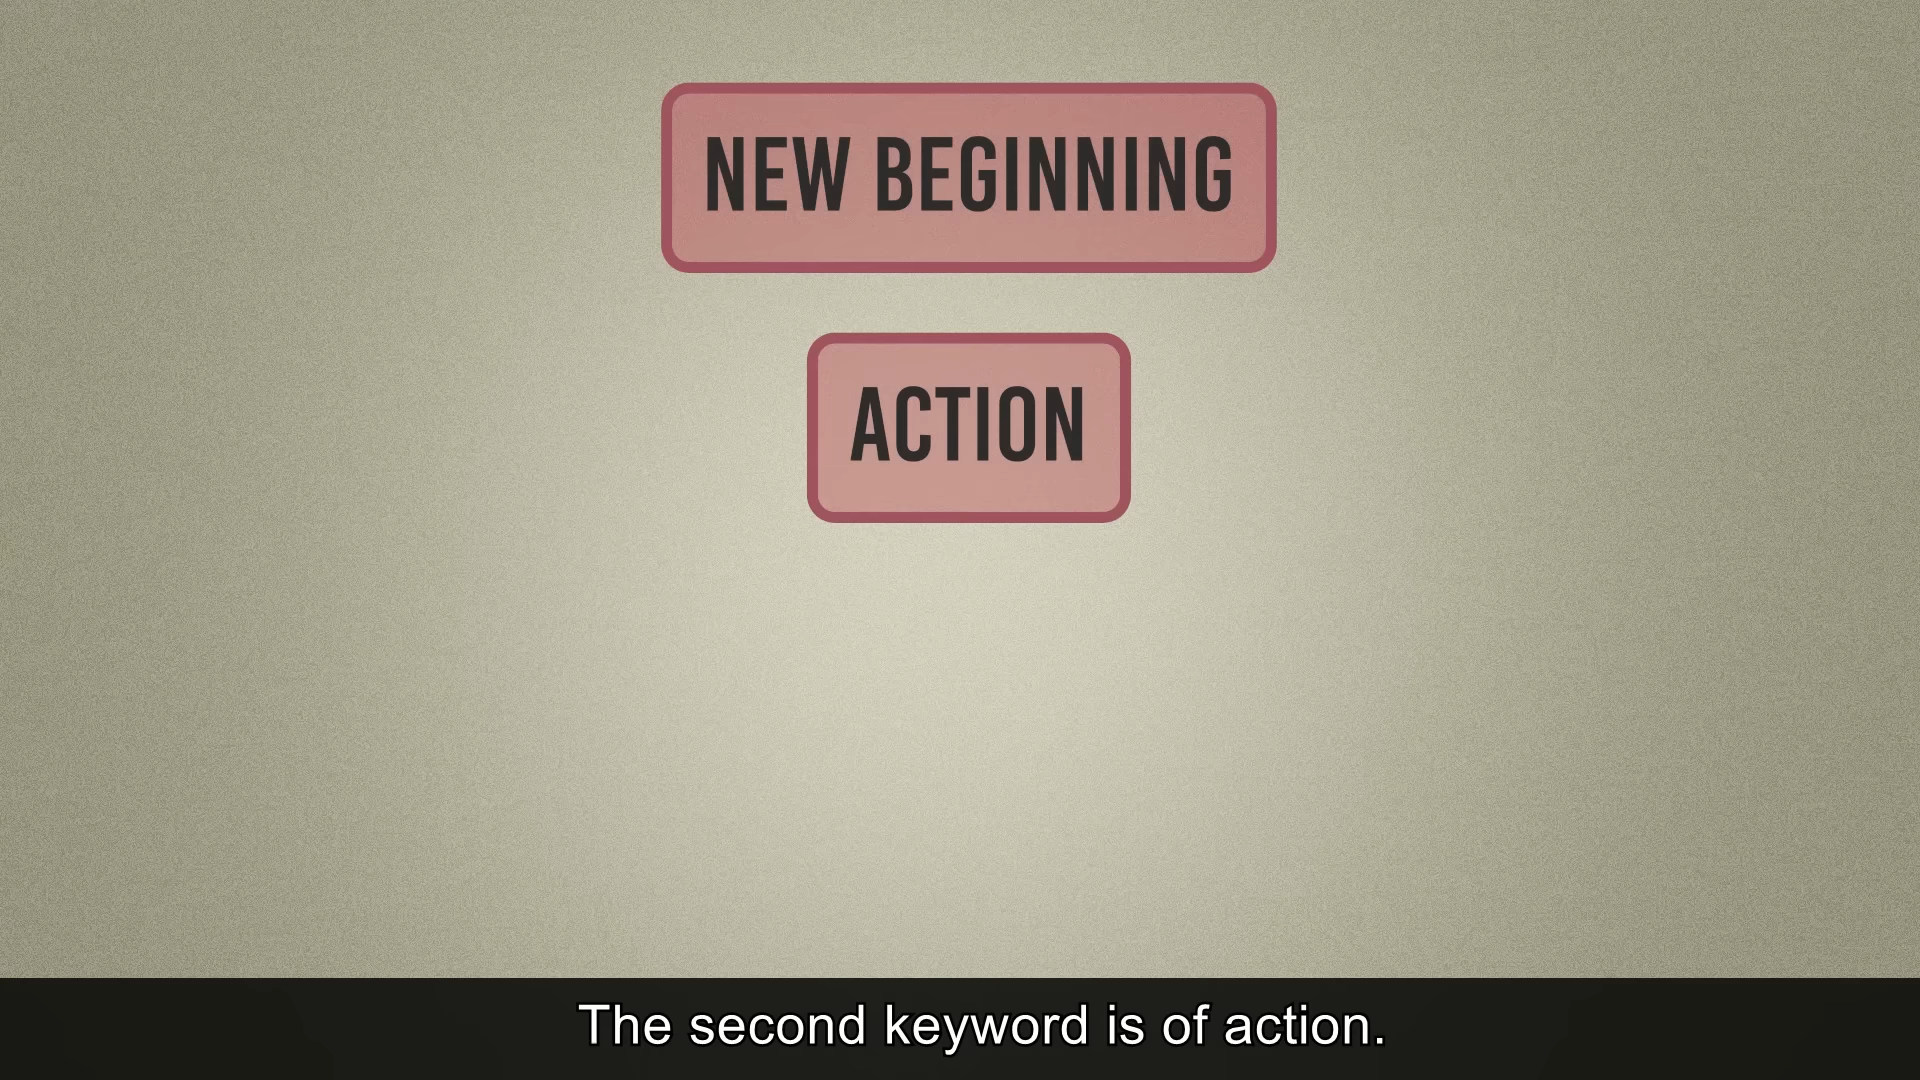 NEW BEGINNING
ACTION
The second keyword is of action.